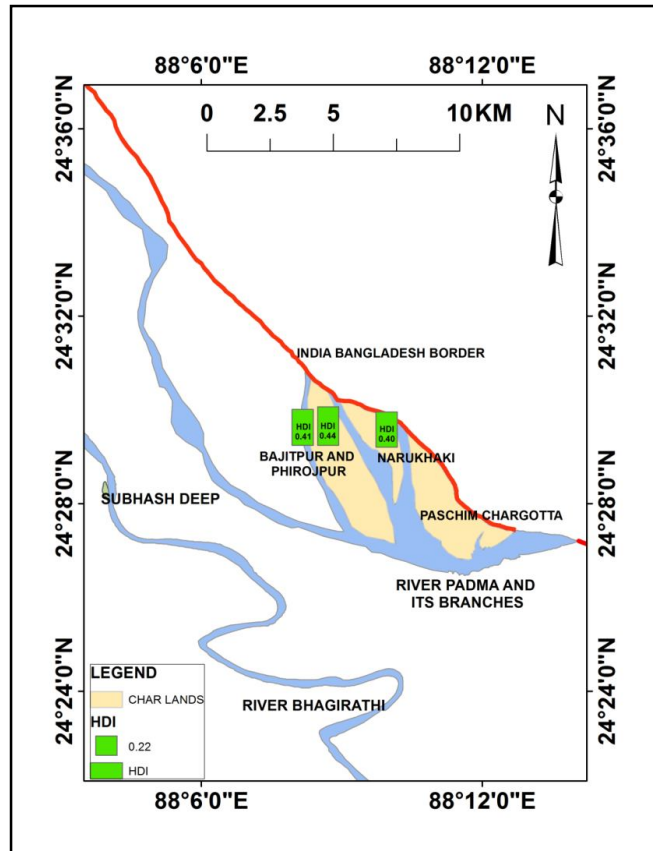 88°6'0"E
88°12'0"E
0 2.5 5 10 KM
N
24°36'0"N
24°36'0"N
24°32'0"N
24°32'0"N
INDIA BANGLADESH BORDER
HDI
0.41
HDI
0.44
HDI
0.40
BAJITPUR AND
PHIROJPUR
NARUKHAKI
SUBHASH DEEP
24°28'0"N
24°28'0"N
PASCHIM CHARGOTTA
RIVER PADMA AND
ITS BRANCHES
24°24'0"N
24°24'0"N
RIVER BHAGIRATHI
LEGEND
CHAR LANDS
HDI
0.22
HDI
88°6'0"E
88°12'0"E